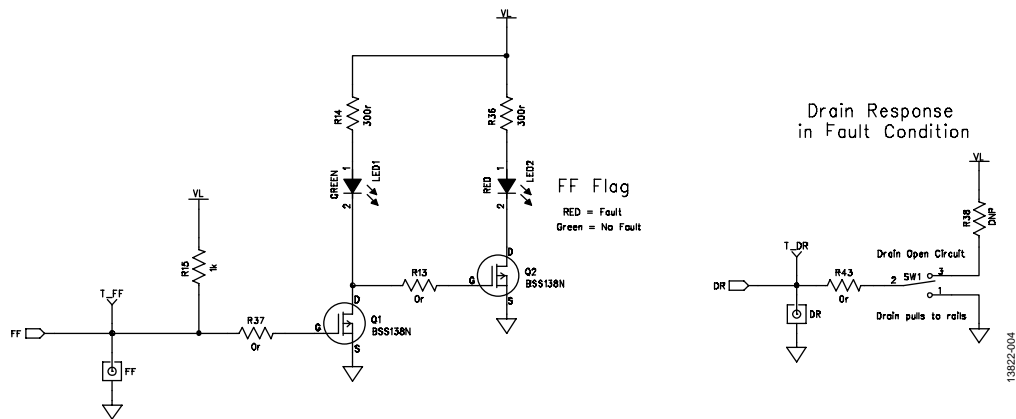 VL
R14
300r
R36
300r
Drain Response
in Fault Condition
1
GREEN
LED1
2
1
RED
LED2
2
FF Flag
RED = Fault
Green = No Fault
VL
R15
1k
VL
R38
DNP
D
R13
0r
G
Q2
BSS138N
S
T_DR
Drain Open Circuit
DR
R43
0r
2
SW1
3
1
DR
Drain pulls to rails
T_FF
FF
R37
0r
D
G
Q1
BSS138N
S
FF
13822-004